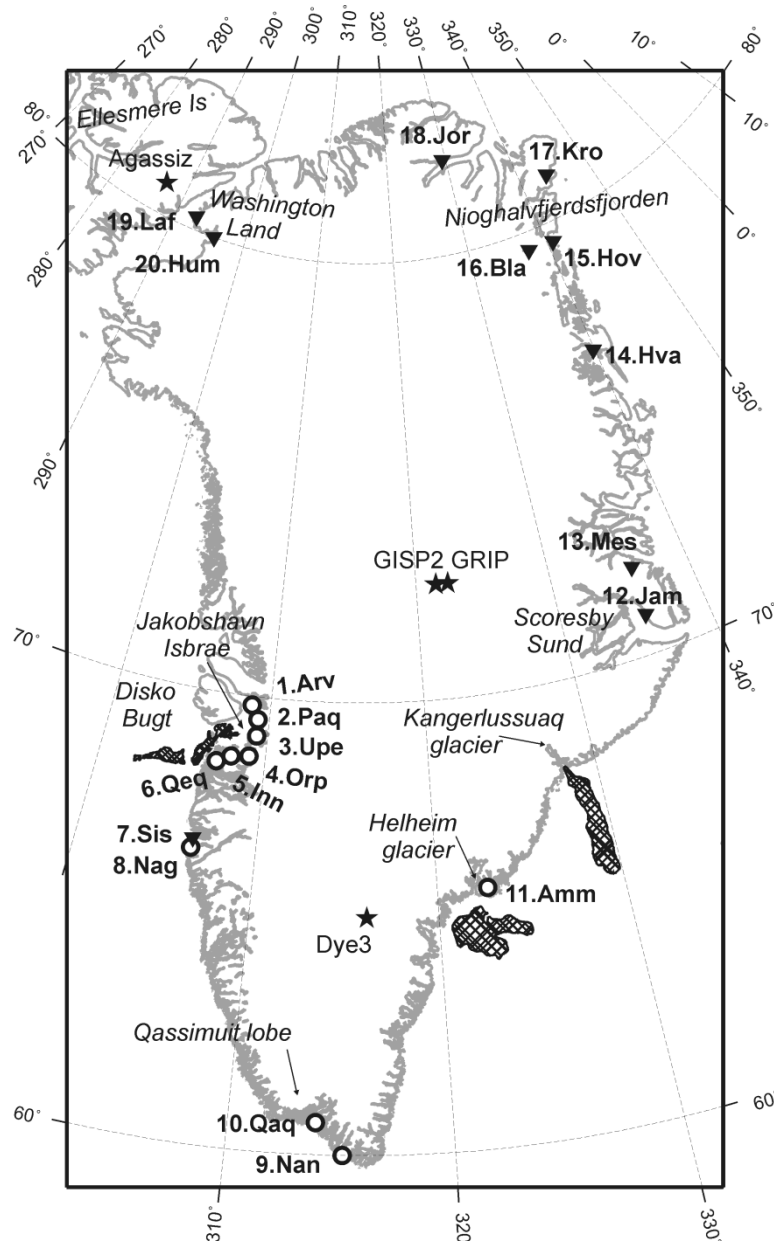 270° 280° 290° 300° 310° 320° 330° 340° 350° 0° 10° 80°
80°
270°
280°
290°
70°
60°
10°
0°
350°
70°
340°
60°
310° 320° 330°
Ellesmere Is
Agassiz
19.Laf
Washington
Land
20.Hum
18.Jor
17.Kro
Nioghalvfjerdsfjorden
16.Bla
15.Hov
14.Hva
13.Mes
GISP2 GRIP
12.Jam
Scoresby
Sund
Jakobshavn
Isbrae
Disko
Bugt
1.Arv
2.Paq
3.Upe
4.Orp
5.Inn
6.Qeq
Kangerlussuaq
glacier
7.Sis
8.Nag
Helheim
glacier
11.Amm
Dye3
Qassimuit lobe
10.Qaq
9.Nan